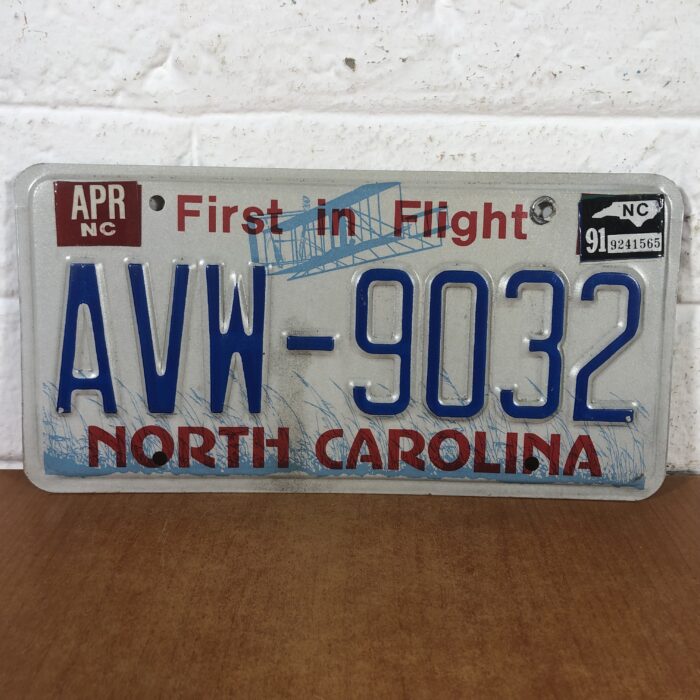 APR
NC
First in Flight
NC
91 9241565
AVW-9032
NORTH CAROLINA